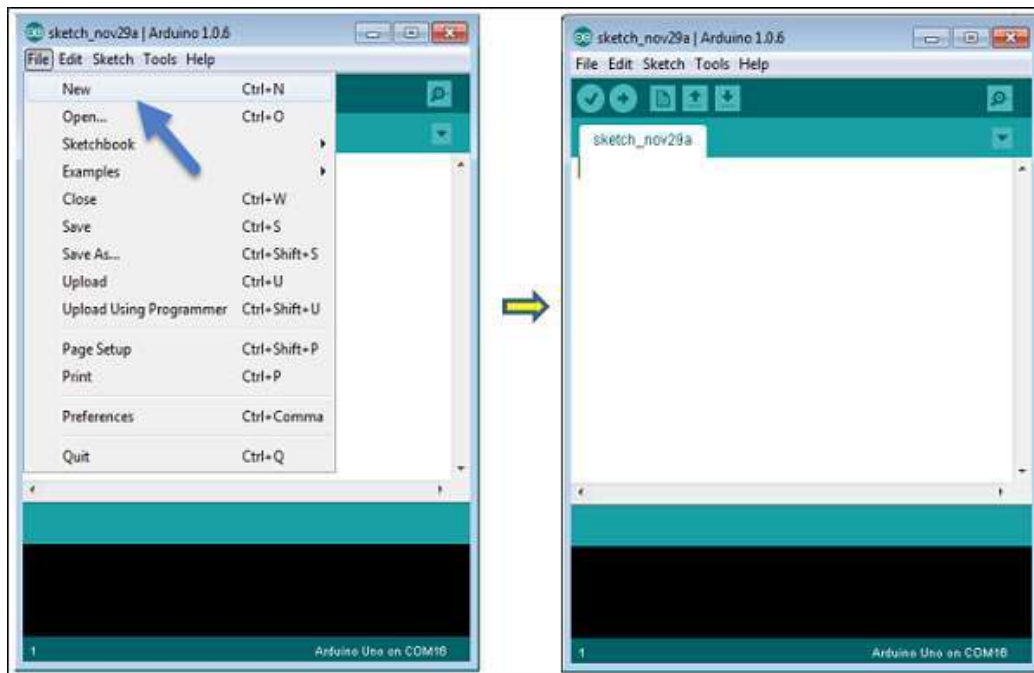 sketch_nov29a | Arduino 1.0.6
File Edit Sketch Tools Help
New Ctrl+N
Open... Ctrl+O
Sketchbook
Examples
Close Ctrl+W
Save Ctrl+S
Save As... Ctrl+Shift+S
Upload Ctrl+U
Upload Using Programmer Ctrl+Shift+U
Page Setup Ctrl+Shift+P
Print Ctrl+P
Preferences Ctrl+Comma
Quit Ctrl+Q
1 Arduino Uno on COM16
sketch_nov29a | Arduino 1.0.6
File Edit Sketch Tools Help
sketch_nov29a
1 Arduino Uno on COM16